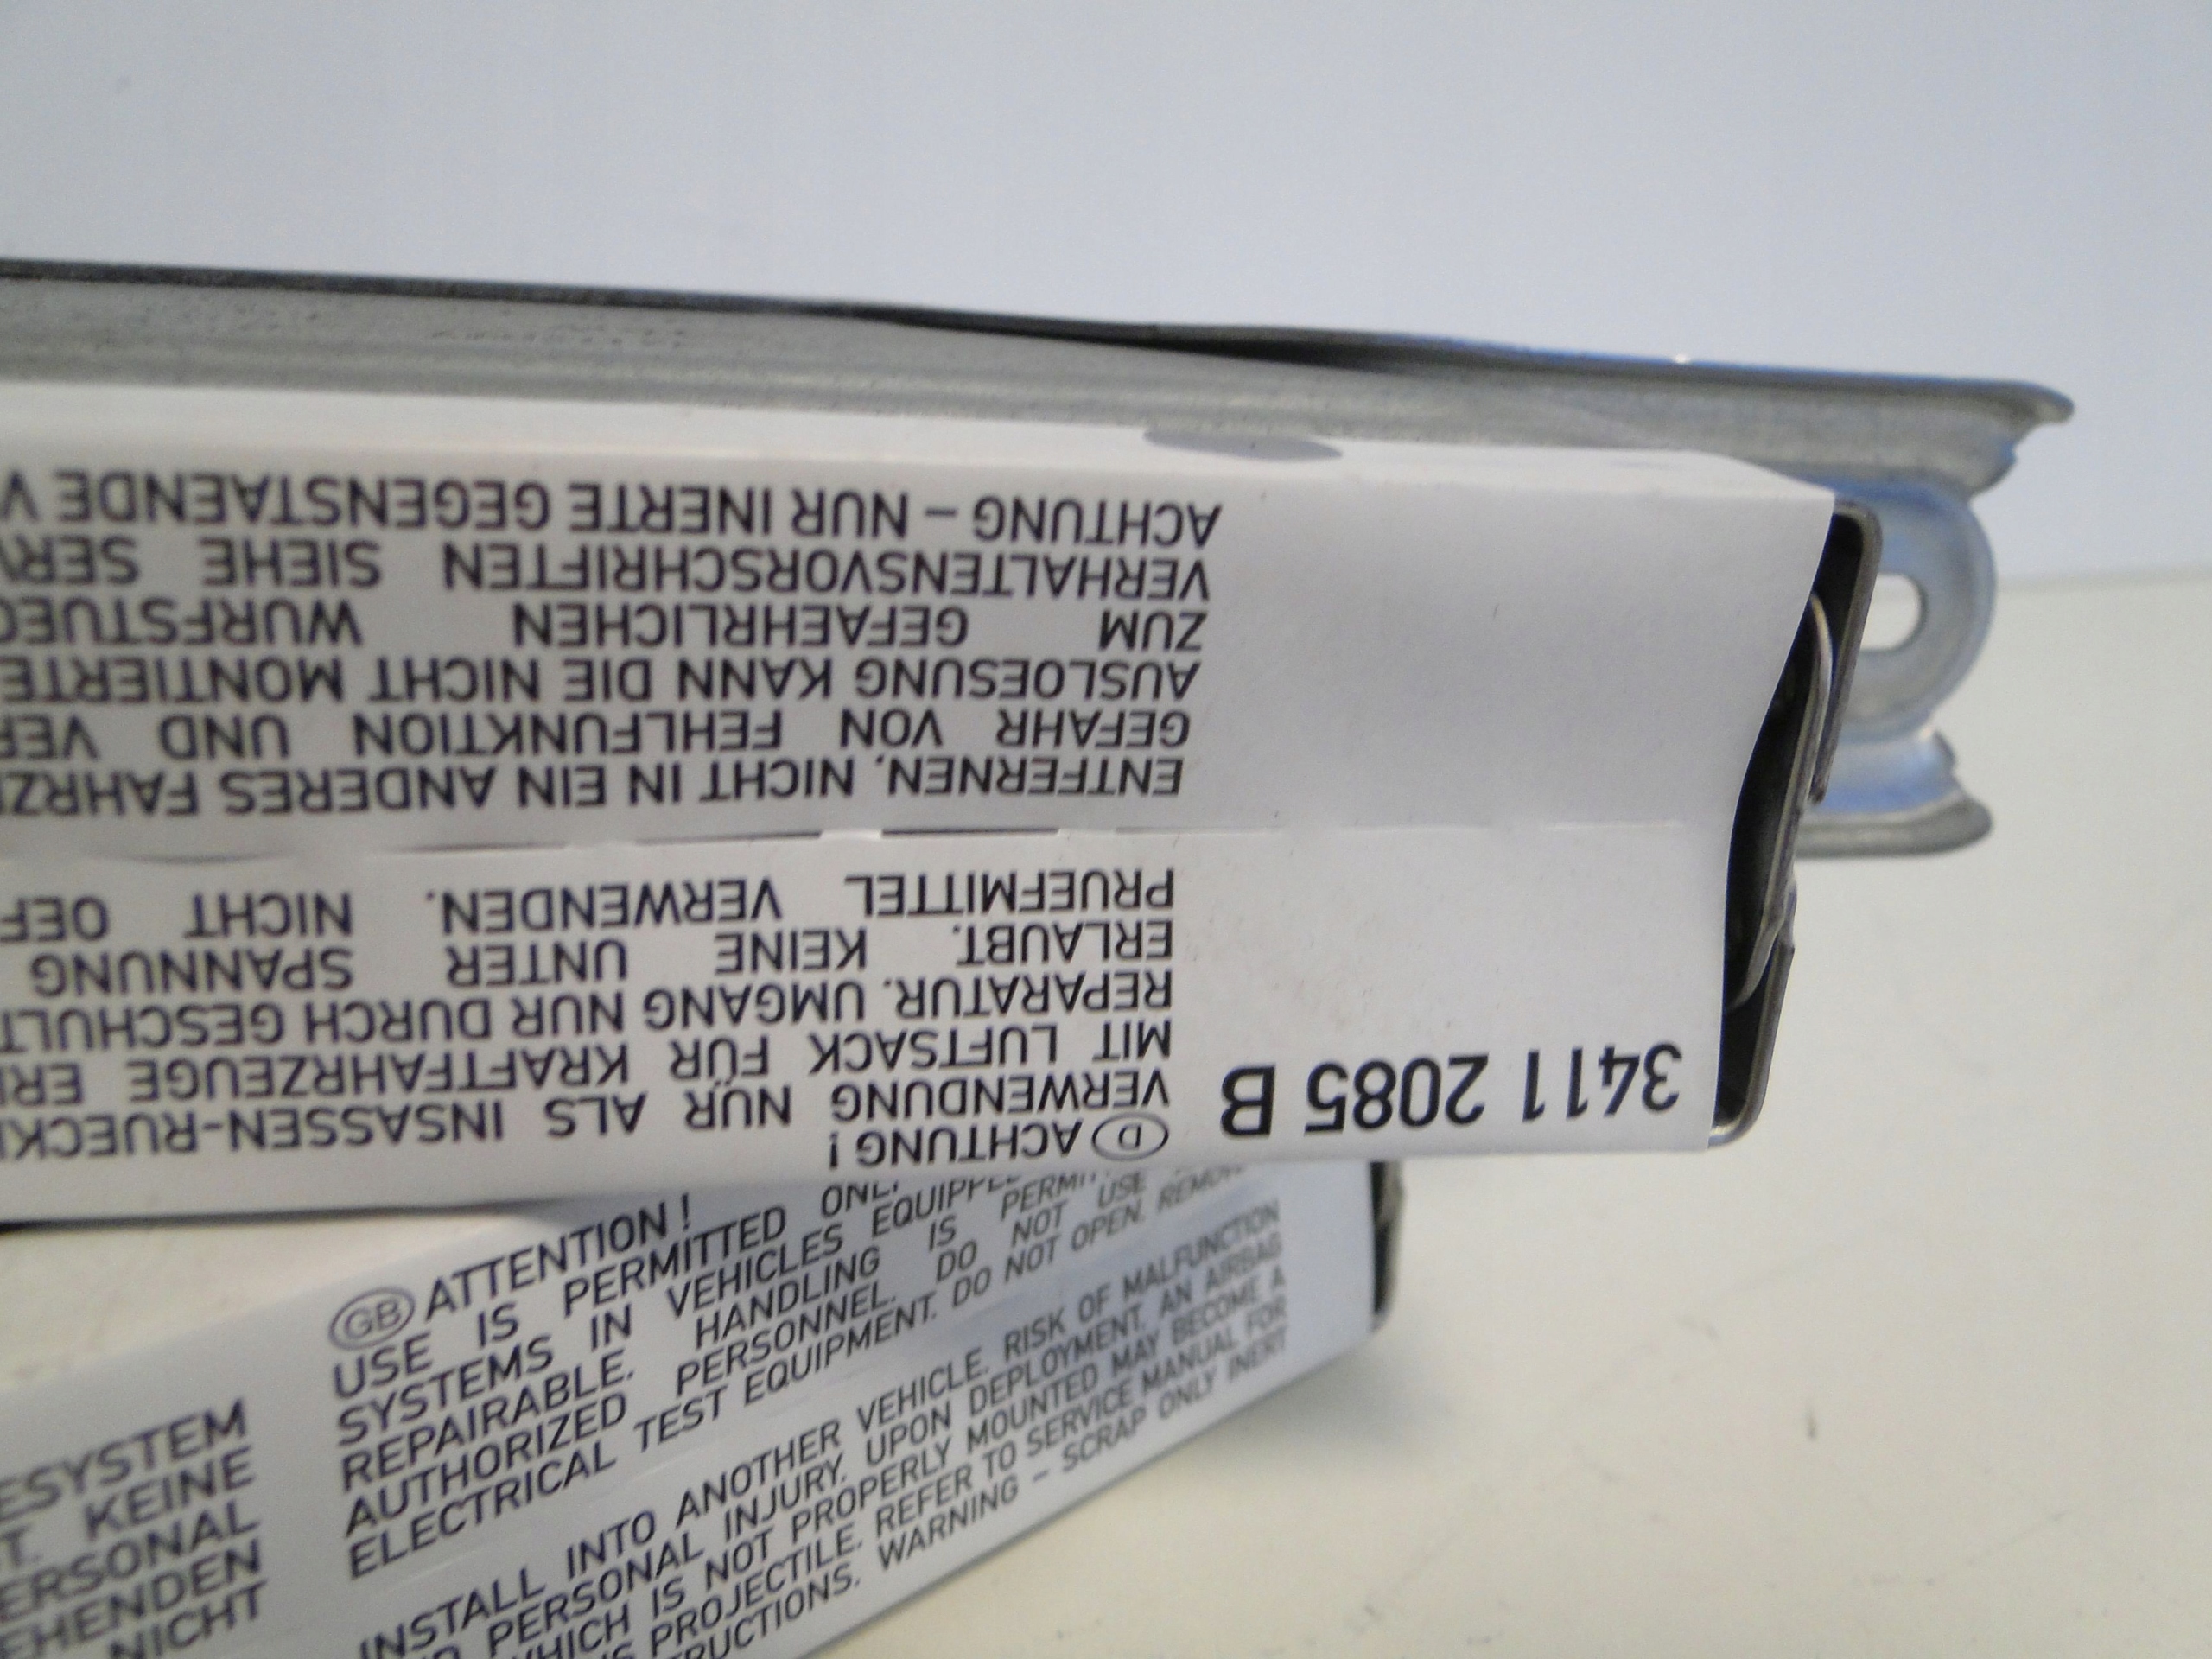 3411 2085 B
D ACHTUNG !
VERWENDUNG NUR ALS INSASSEN-
MIT LUFTSACK FÜR KRAFTFAHRZEUGE
REPARATUR. UMGANG NUR DURCH
ERLAUBT. KEINE UNTER SPANNUNG
PRUEFMITTEL VERWENDEN. NICHT
ENTFERNEN. NICHT IN EIN ANDERES
GEFAHR VON FEHLFUNKTION UND
AUSLOESUNG KANN DIE NICHT MONTIERTE
ZUM GEFAEHRLICHEN
VERHALTENSVORSCHRIFTEN SIEHE
ACHTUNG – NUR INERTE GEGENSTAENDE
GB ATTENTION !
USE IS PERMITTED
SYSTEMS IN VEHICLES
REPAIRABLE. HANDLING IS
AUTHORIZED PERSONNEL. DO NOT USE
ELECTRICAL TEST EQUIPMENT. DO NOT OPEN,
INSTALL INTO ANOTHER VEHICLE. RISK OF MALFUNCTION
PERSONAL INJURY. UPON DEPLOYMENT, AN AIRBAG
WHICH IS NOT PROPERLY MOUNTED MAY BECOME A
PROJECTILE. REFER TO SERVICE MANUAL FOR
WARNING – SCRAP ONLY INERT
KEINE
NICHT